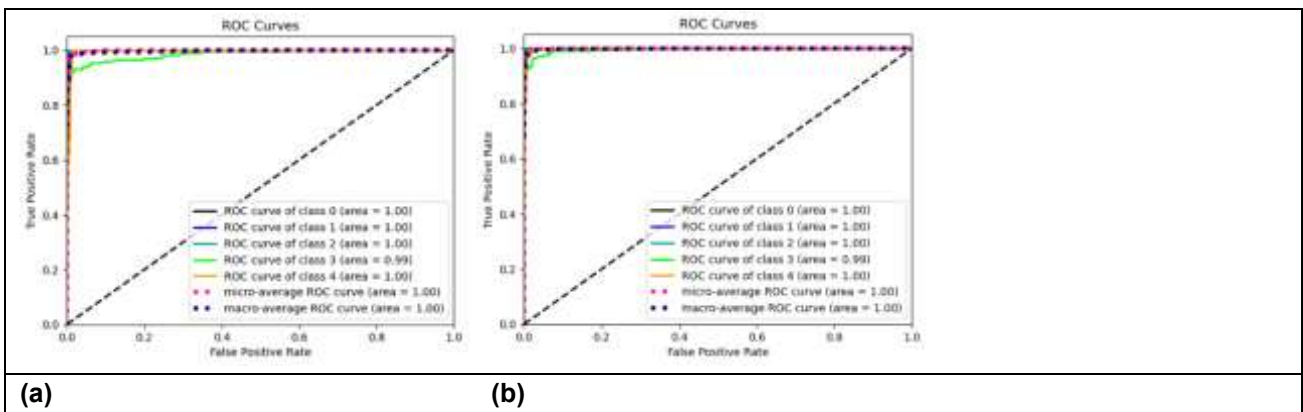 ROC Curves
True Positive Rate
1.0
0.8
0.6
0.4
0.2
0.0
ROC curve of class 0 (area = 1.00)
ROC curve of class 1 (area = 1.00)
ROC curve of class 2 (area = 1.00)
ROC curve of class 3 (area = 0.99)
ROC curve of class 4 (area = 1.00)
micro-average ROC curve (area = 1.00)
macro-average ROC curve (area = 1.00)
0.0 0.2 0.4 0.6 0.8 1.0
False Positive Rate
(a)
ROC Curves
True Positive Rate
1.0
0.8
0.6
0.4
0.2
0.0
ROC curve of class 0 (area = 1.00)
ROC curve of class 1 (area = 1.00)
ROC curve of class 2 (area = 1.00)
ROC curve of class 3 (area = 0.99)
ROC curve of class 4 (area = 1.00)
micro-average ROC curve (area = 1.00)
macro-average ROC curve (area = 1.00)
0.0 0.2 0.4 0.6 0.8 1.0
False Positive Rate
(b)